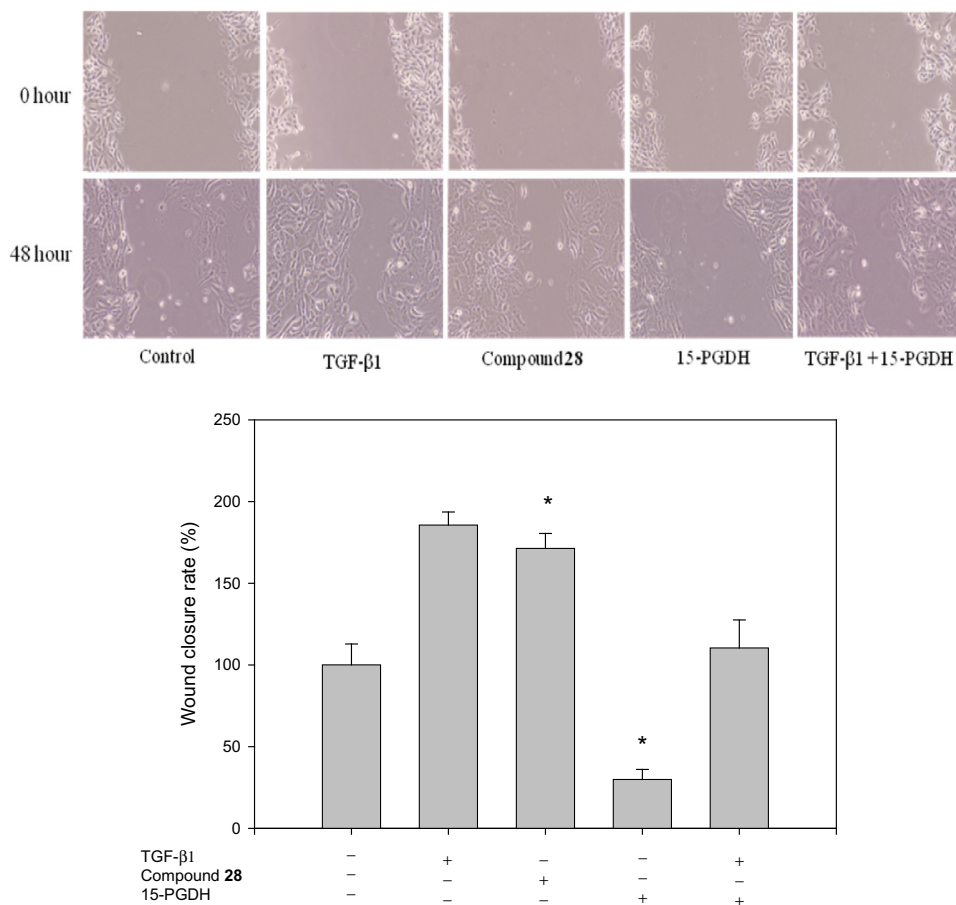 0 hour
48 hour
Control TGF-β1 Compound 28 15-PGDH TGF-β1 +15-PGDH
250
200
150
100
50
0
Wound closure rate (%)
*
*
TGF-β1 – + – – +
Compound 28 – – + – –
15-PGDH – – – + +